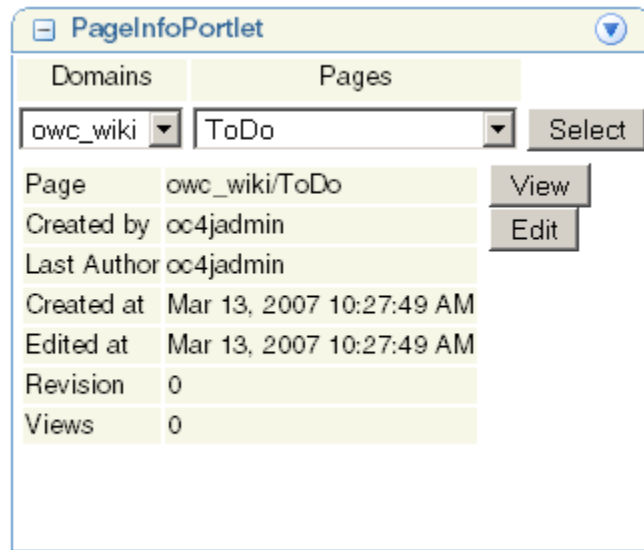 PageInfoPortlet
Domains Pages
owc_wiki ToDo Select
Page owc_wiki/ToDo View
Created by oc4jadmin Edit
Last Author oc4jadmin
Created at Mar 13, 2007 10:27:49 AM
Edited at Mar 13, 2007 10:27:49 AM
Revision 0
Views 0